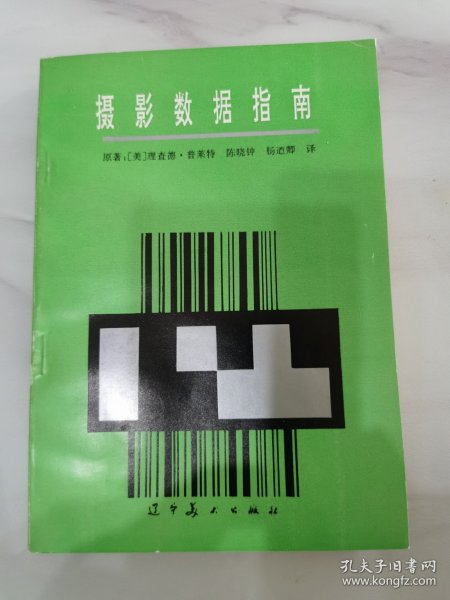 摄影数据指南
原著：[美]理查德·普莱特 陈晓钟 杨道卿 译
辽宁美术出版社
孔夫子旧书网
www.kongfz.com